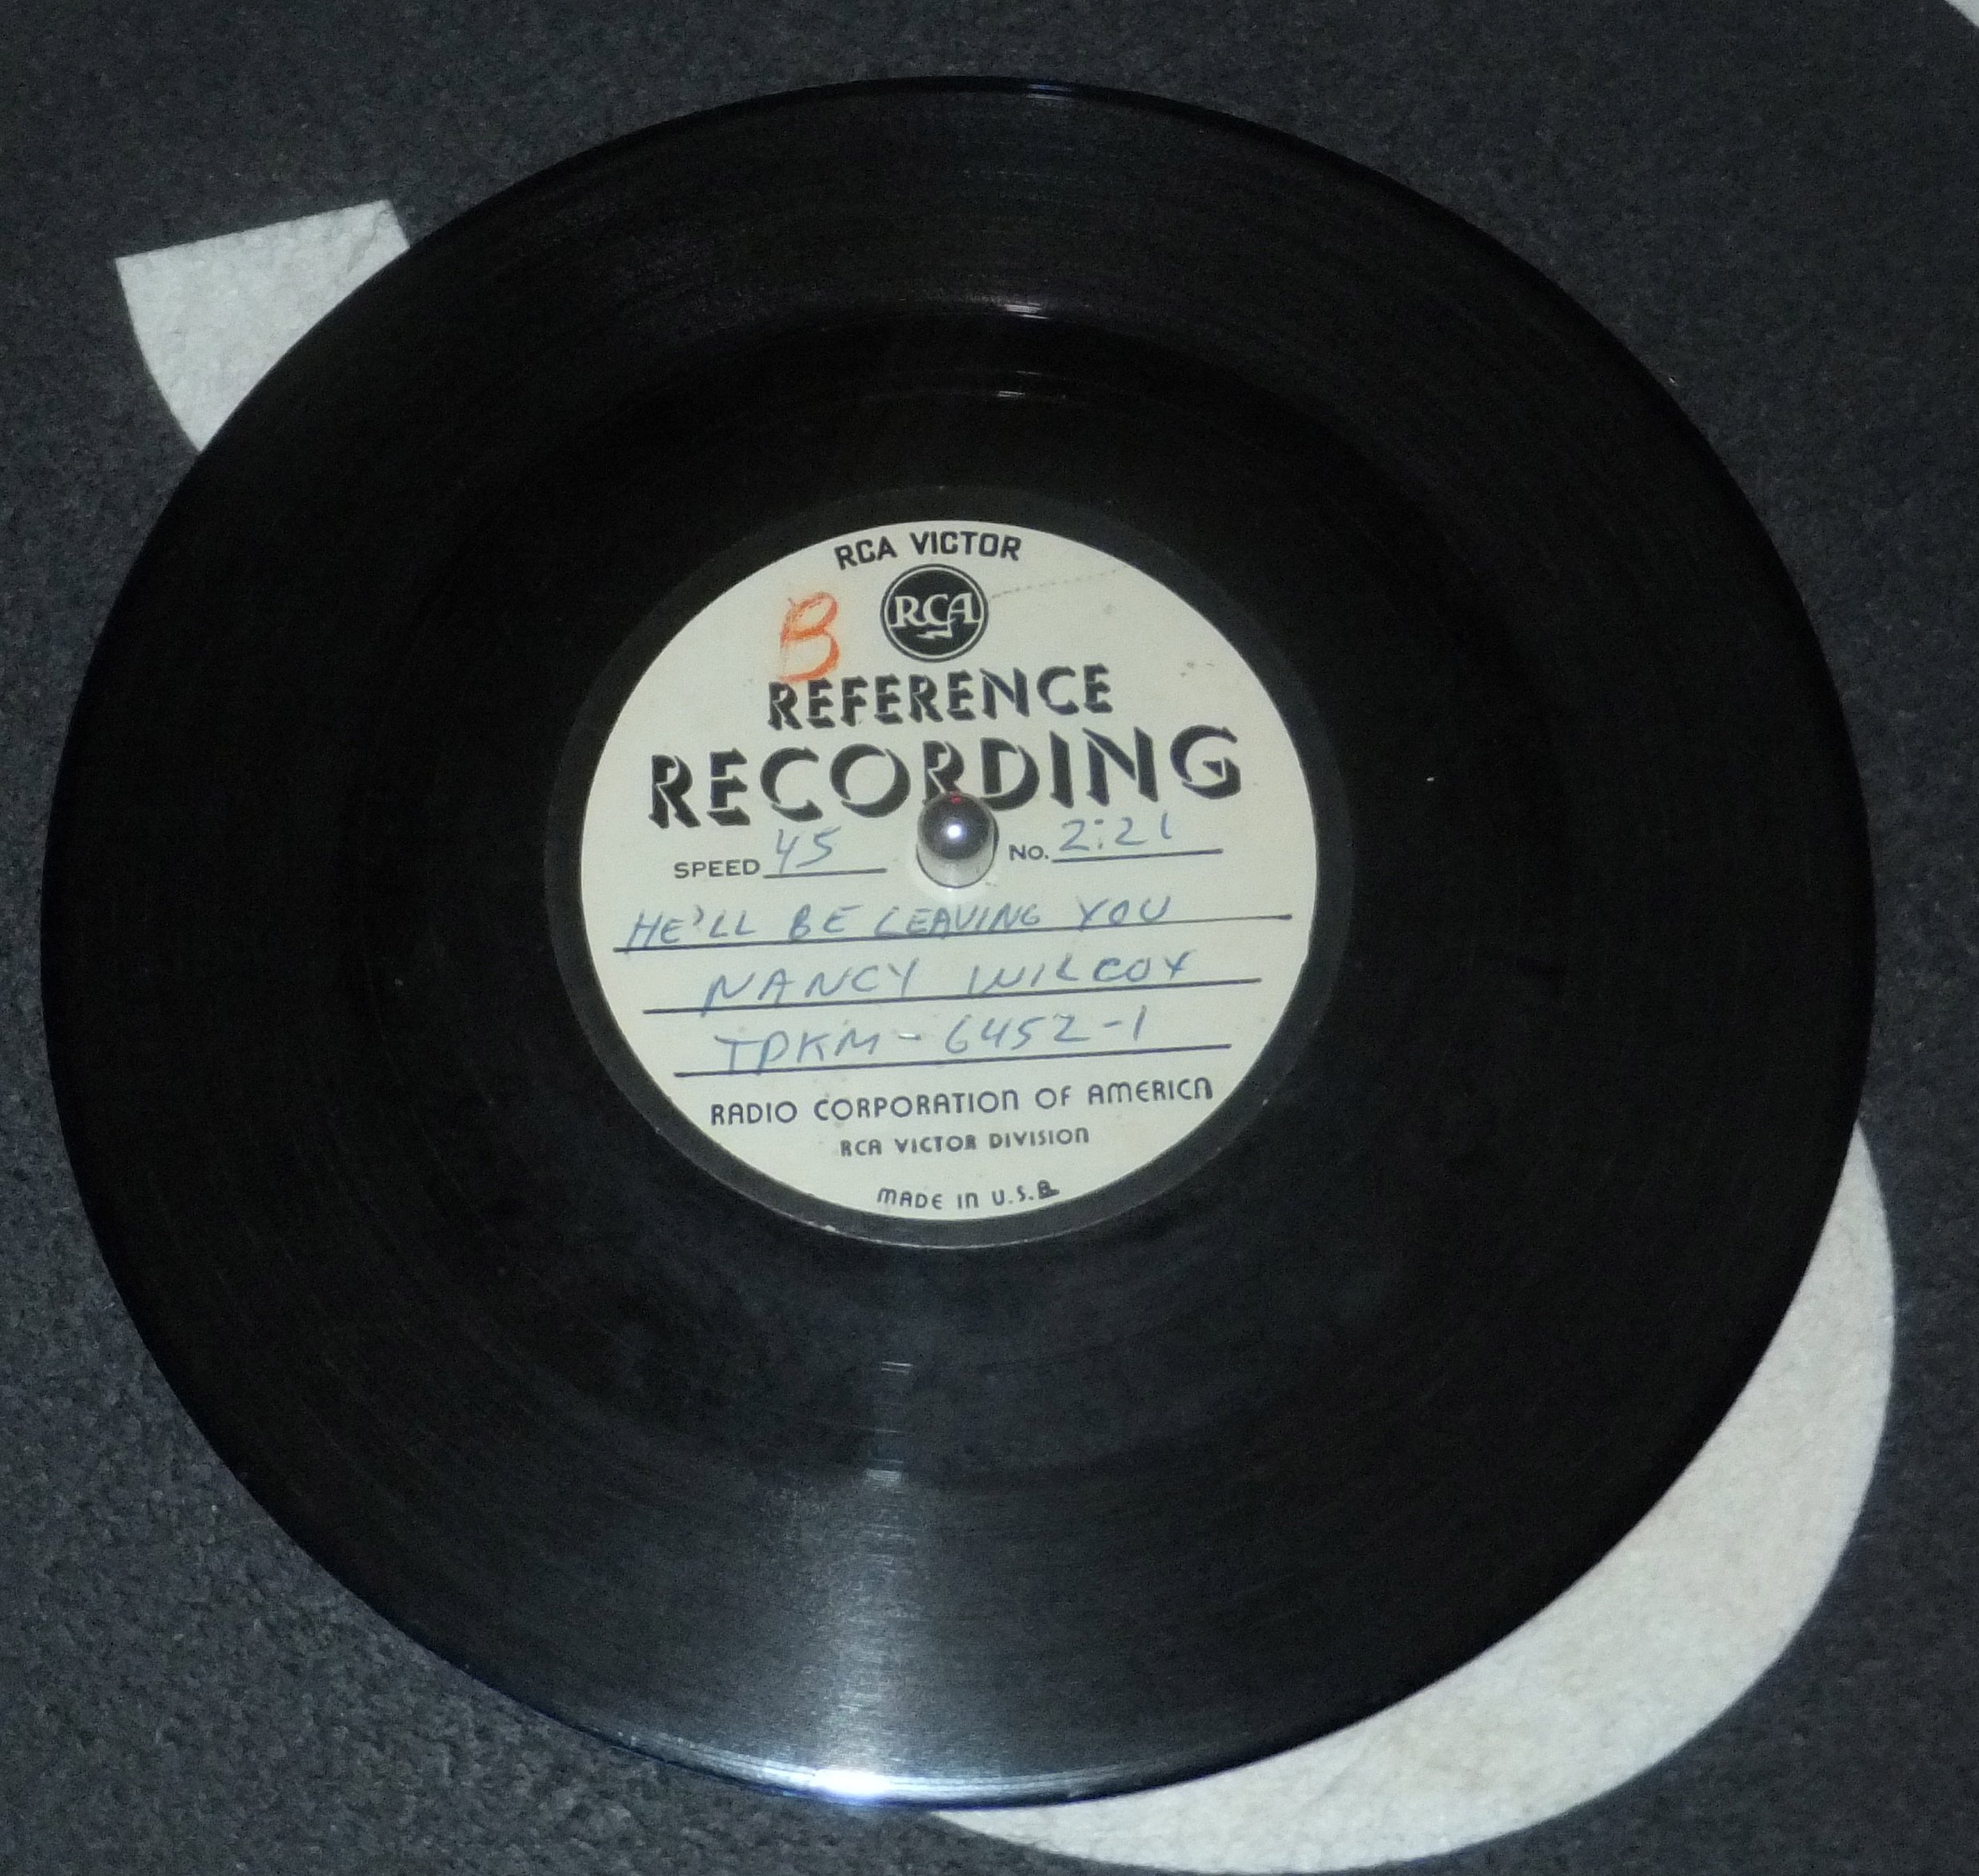 RCA VICTOR
B
RCA
REFERENCE
RECORDING
SPEED 45 NO. 2:21
HE'LL BE LEAVING YOU
NANCY WILCOX
TPKM-6452-1
RADIO CORPORATION OF AMERICA
RCA VICTOR DIVISION
MADE IN U.S.A.